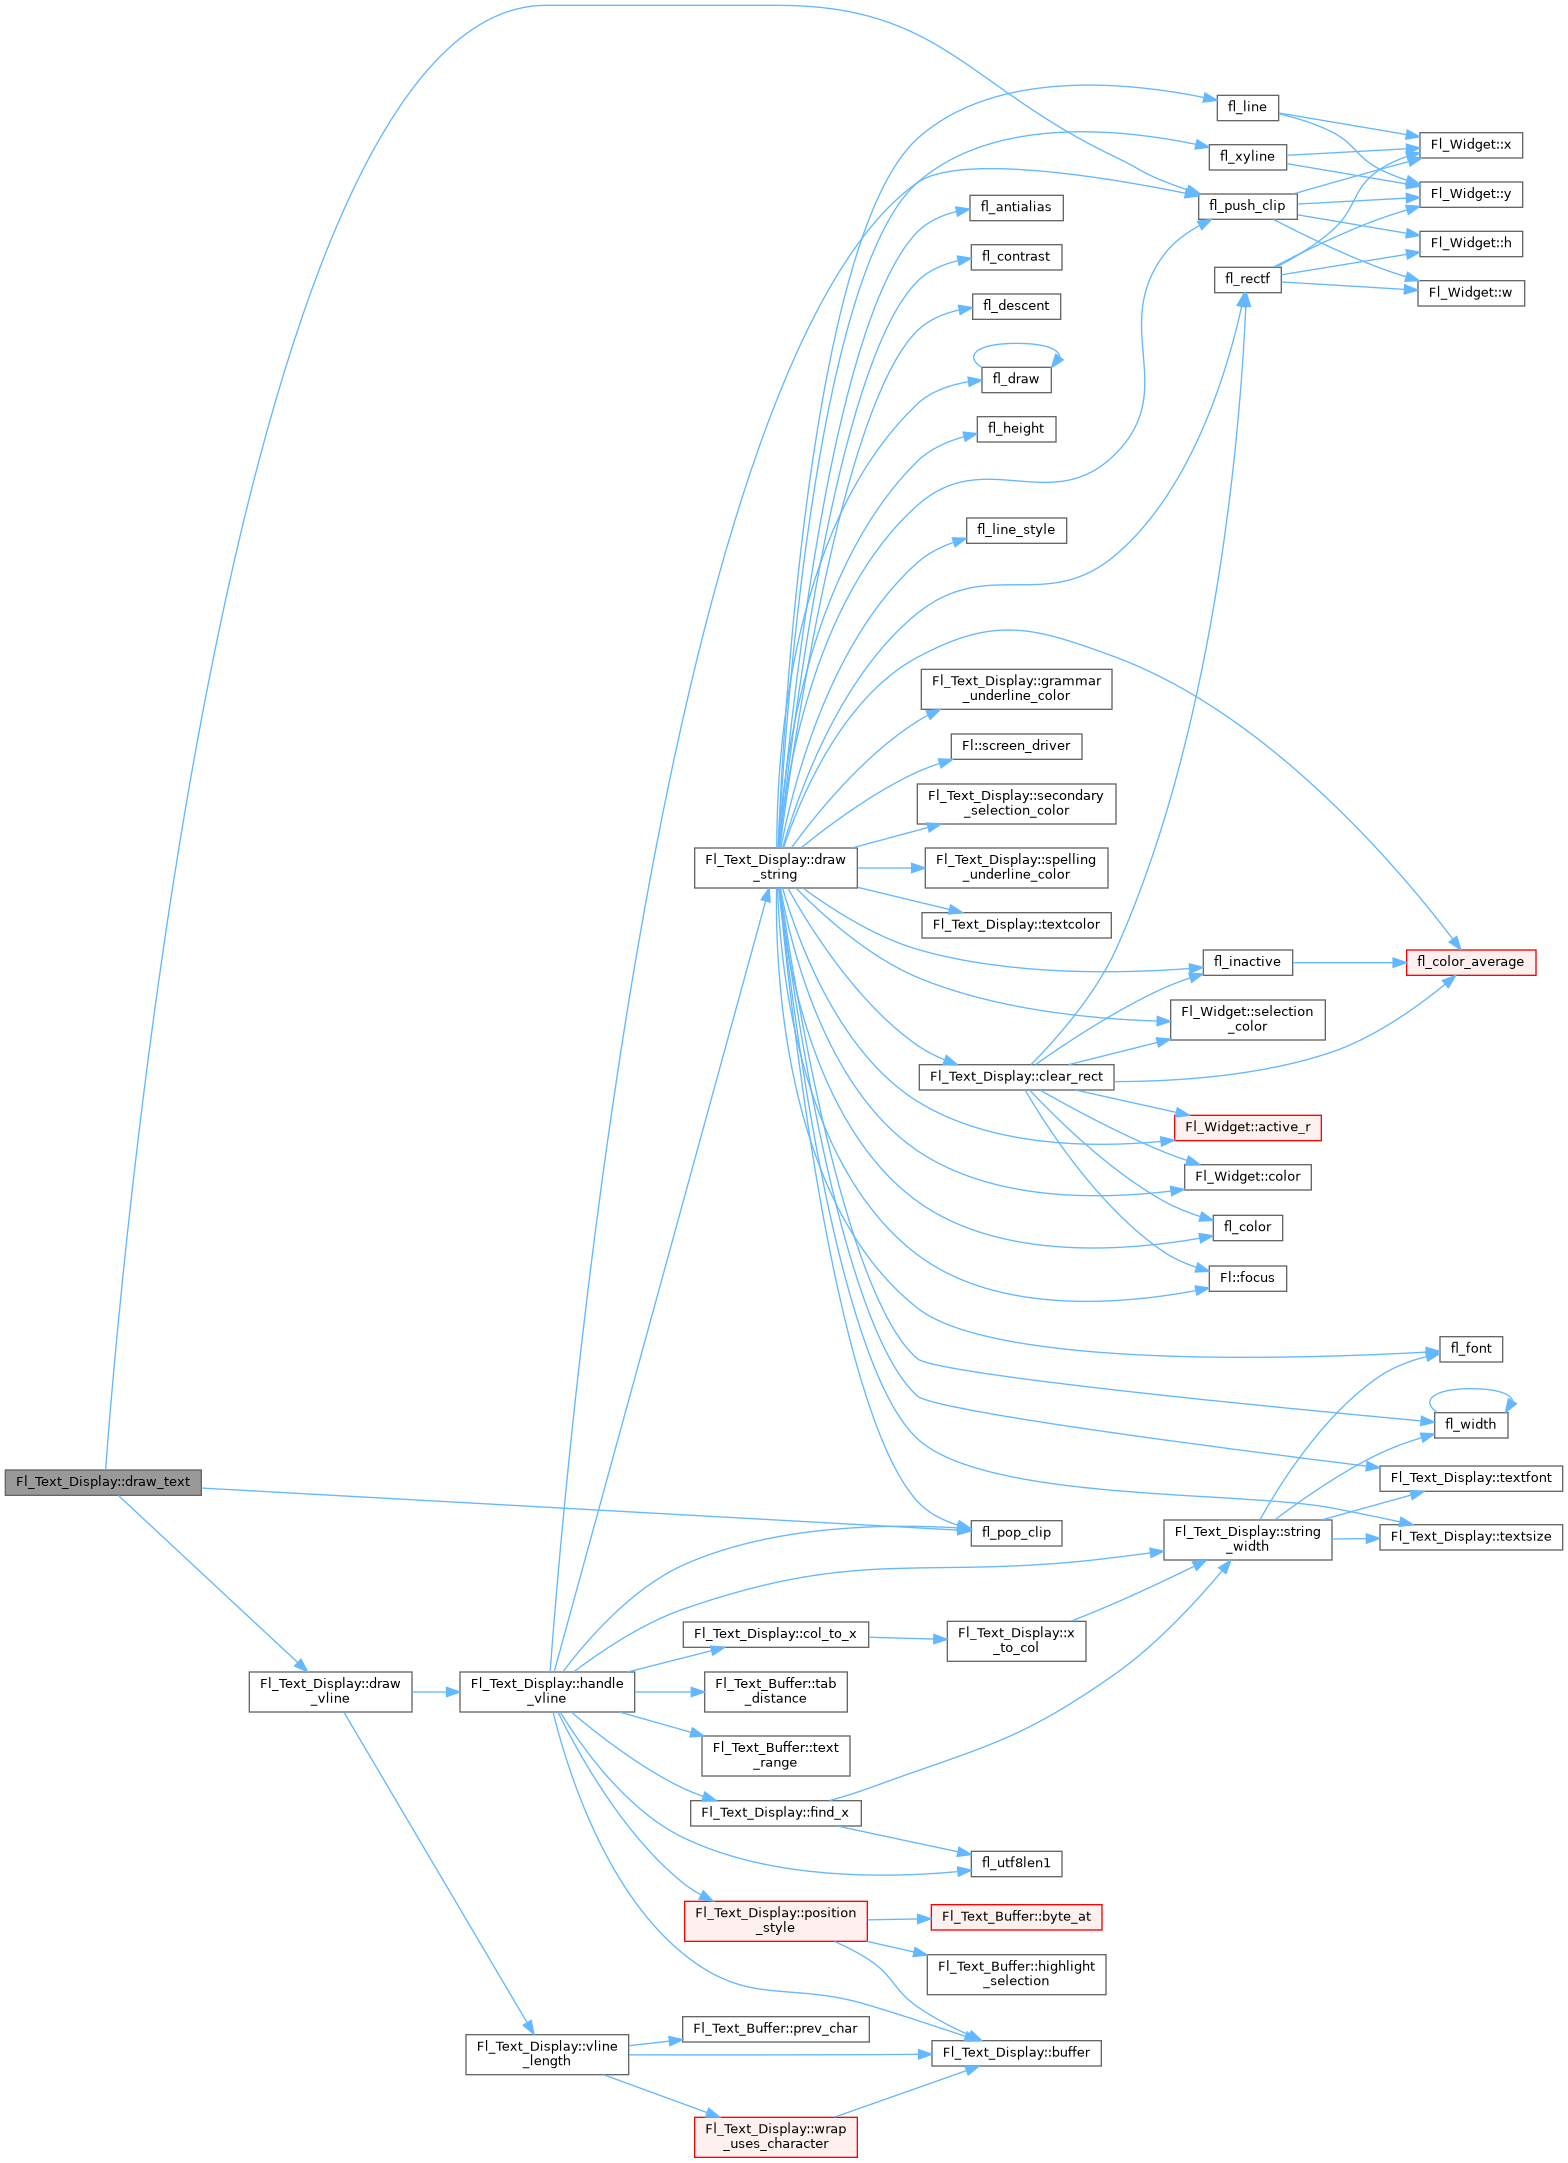 fl_line
Fl_Widget::x
fl_xyline
Fl_Widget::y
fl_antialias
fl_push_clip
Fl_Widget::h
fl_contrast
fl_rectf
Fl_Widget::w
fl_descent
fl_draw
fl_height
fl_line_style
Fl_Text_Display::grammar
_underline_color
Fl::screen_driver
Fl_Text_Display::secondary
_selection_color
Fl_Text_Display::draw
_string
Fl_Text_Display::spelling
_underline_color
Fl_Text_Display::textcolor
fl_inactive
fl_color_average
Fl_Widget::selection
_color
Fl_Text_Display::clear_rect
Fl_Widget::active_r
Fl_Widget::color
fl_color
Fl::focus
fl_font
fl_width
Fl_Text_Display::draw_text
Fl_Text_Display::textfont
fl_pop_clip
Fl_Text_Display::string
_width
Fl_Text_Display::textsize
Fl_Text_Display::col_to_x
Fl_Text_Display::x
_to_col
Fl_Text_Display::draw
_vline
Fl_Text_Display::handle
_vline
Fl_Text_Buffer::tab
_distance
Fl_Text_Buffer::text
_range
Fl_Text_Display::find_x
fl_utf8len1
Fl_Text_Display::position
_style
Fl_Text_Buffer::byte_at
Fl_Text_Buffer::highlight
_selection
Fl_Text_Buffer::prev_char
Fl_Text_Display::vline
_length
Fl_Text_Display::buffer
Fl_Text_Display::wrap
_uses_character